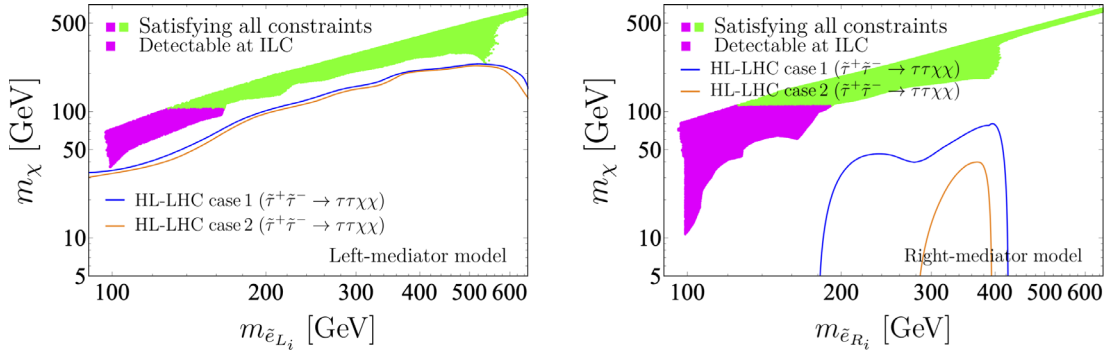 Satisfying all constraints
Detectable at ILC
500
100
50
10
5
m_χ [GeV]
HL-LHC case 1 (τ̃⁺τ̃⁻ → ττχχ)
HL-LHC case 2 (τ̃⁺τ̃⁻ → ττχχ)
Left-mediator model
100 200 300 400 500 600
m_{ẽ_{L_i}} [GeV]
Satisfying all constraints
Detectable at ILC
HL-LHC case 1 (τ̃⁺τ̃⁻ → ττχχ)
HL-LHC case 2 (τ̃⁺τ̃⁻ → ττχχ)
500
100
50
10
5
m_χ [GeV]
Right-mediator model
100 200 300 400 500 600
m_{ẽ_{R_i}} [GeV]